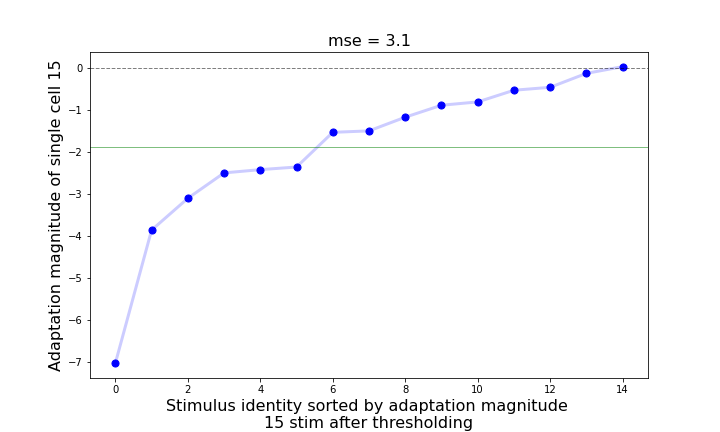 mse = 3.1
Adaptation magnitude of single cell 15
0
−1
−2
−3
−4
−5
−6
−7
0 2 4 6 8 10 12 14
Stimulus identity sorted by adaptation magnitude
15 stim after thresholding